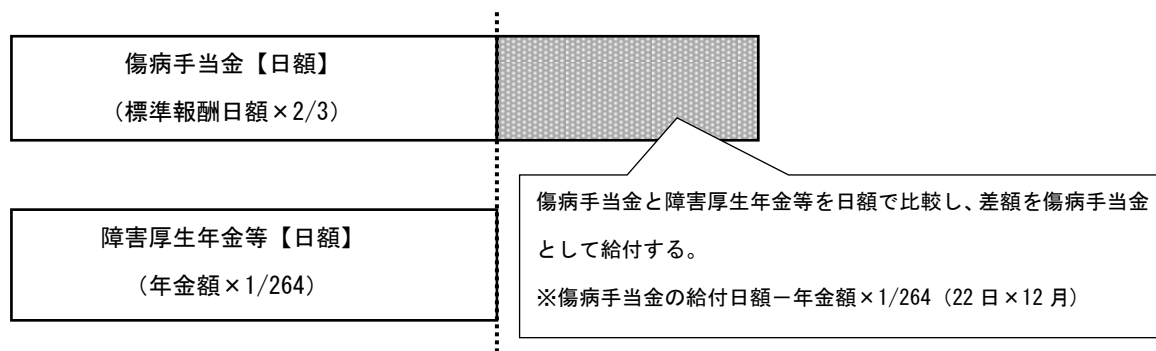 傷病手当金【日額】
（標準報酬日額×2/3）
傷病手当金と障害厚生年金等を日額で比較し、差額を傷病手当金
として給付する。
※傷病手当金の給付日額－年金額×1/264（22 日×12 月）
障害厚生年金等【日額】
（年金額×1/264）